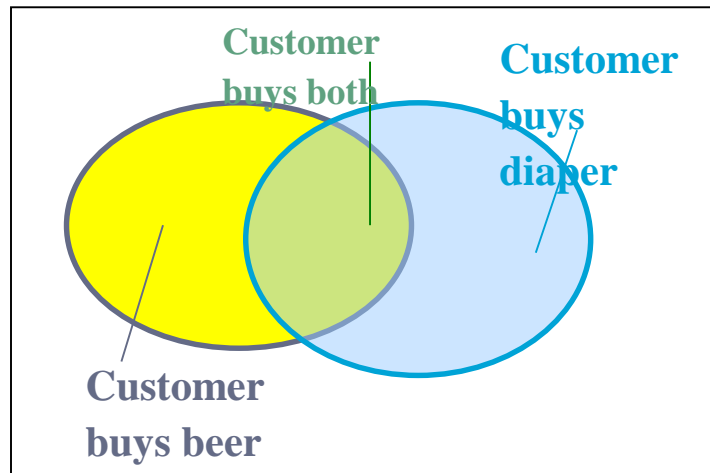 Customer
buys both
Customer
buys
diaper
Customer
buys beer